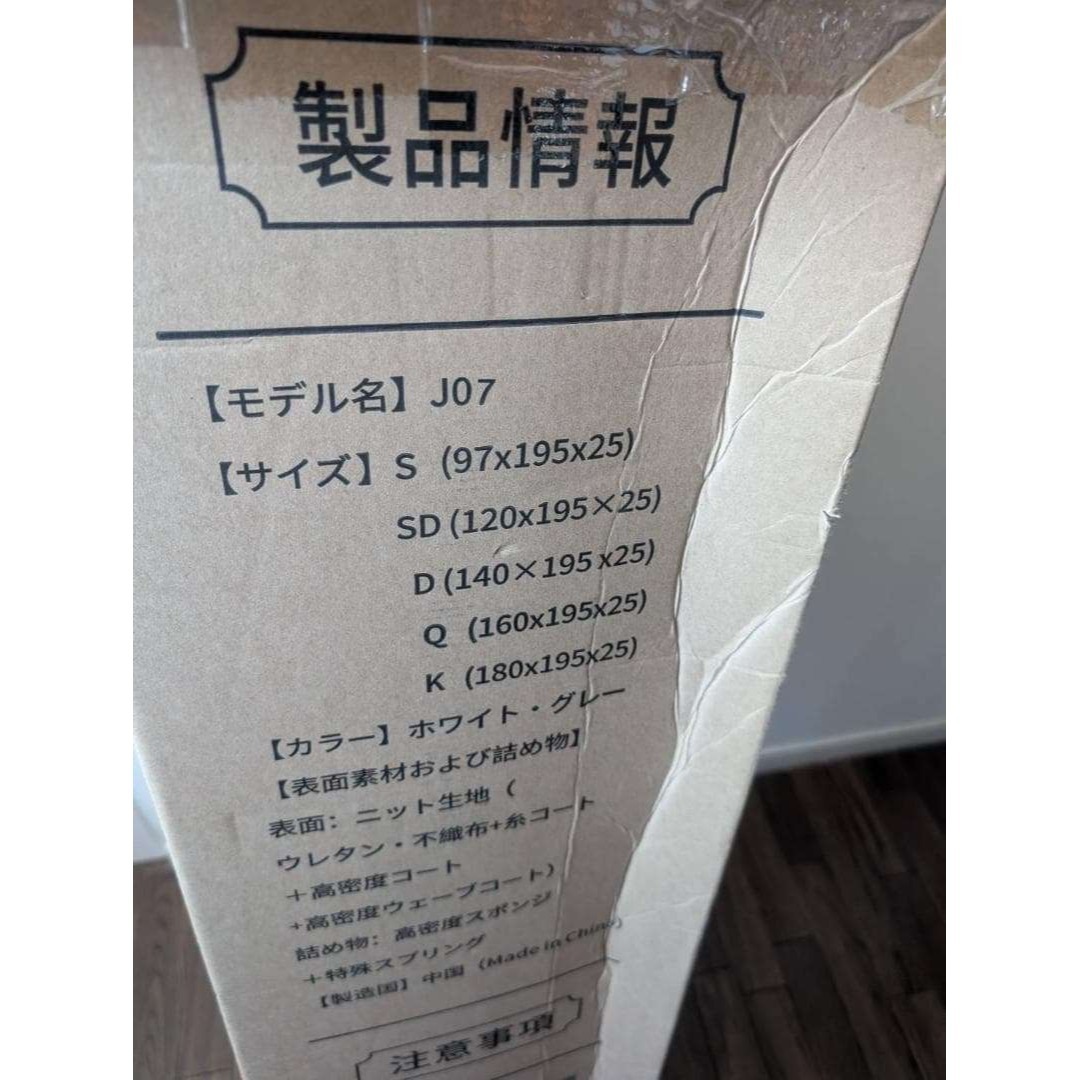 製品情報
【モデル名】J07
【サイズ】S (97x195x25)
SD (120x195×25)
D (140×195 x25)
Q (160x195x25)
K (180x195x25)
【カラー】ホワイト・グレー
【表面素材および詰め物】
表面: ニット生地 (
ウレタン・不織布+糸コート
+高密度コート
+高密度ウェーブコート)
詰め物: 高密度スポンジ
+特殊スプリング
【製造国】中国 (Made in China)
注意事項